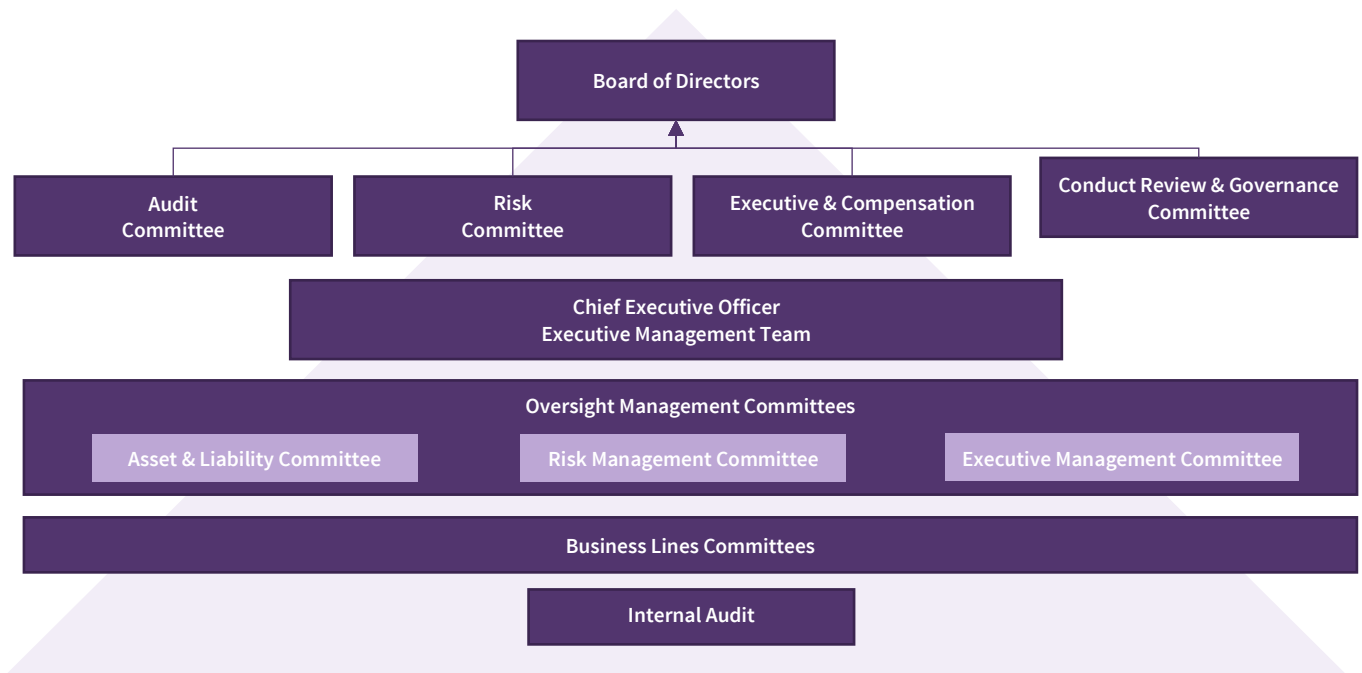 Board of Directors
Audit
Committee
Risk
Committee
Executive & Compensation
Committee
Conduct Review & Governance
Committee
Chief Executive Officer
Executive Management Team
Oversight Management Committees
Asset & Liability Committee
Risk Management Committee
Executive Management Committee
Business Lines Committees
Internal Audit